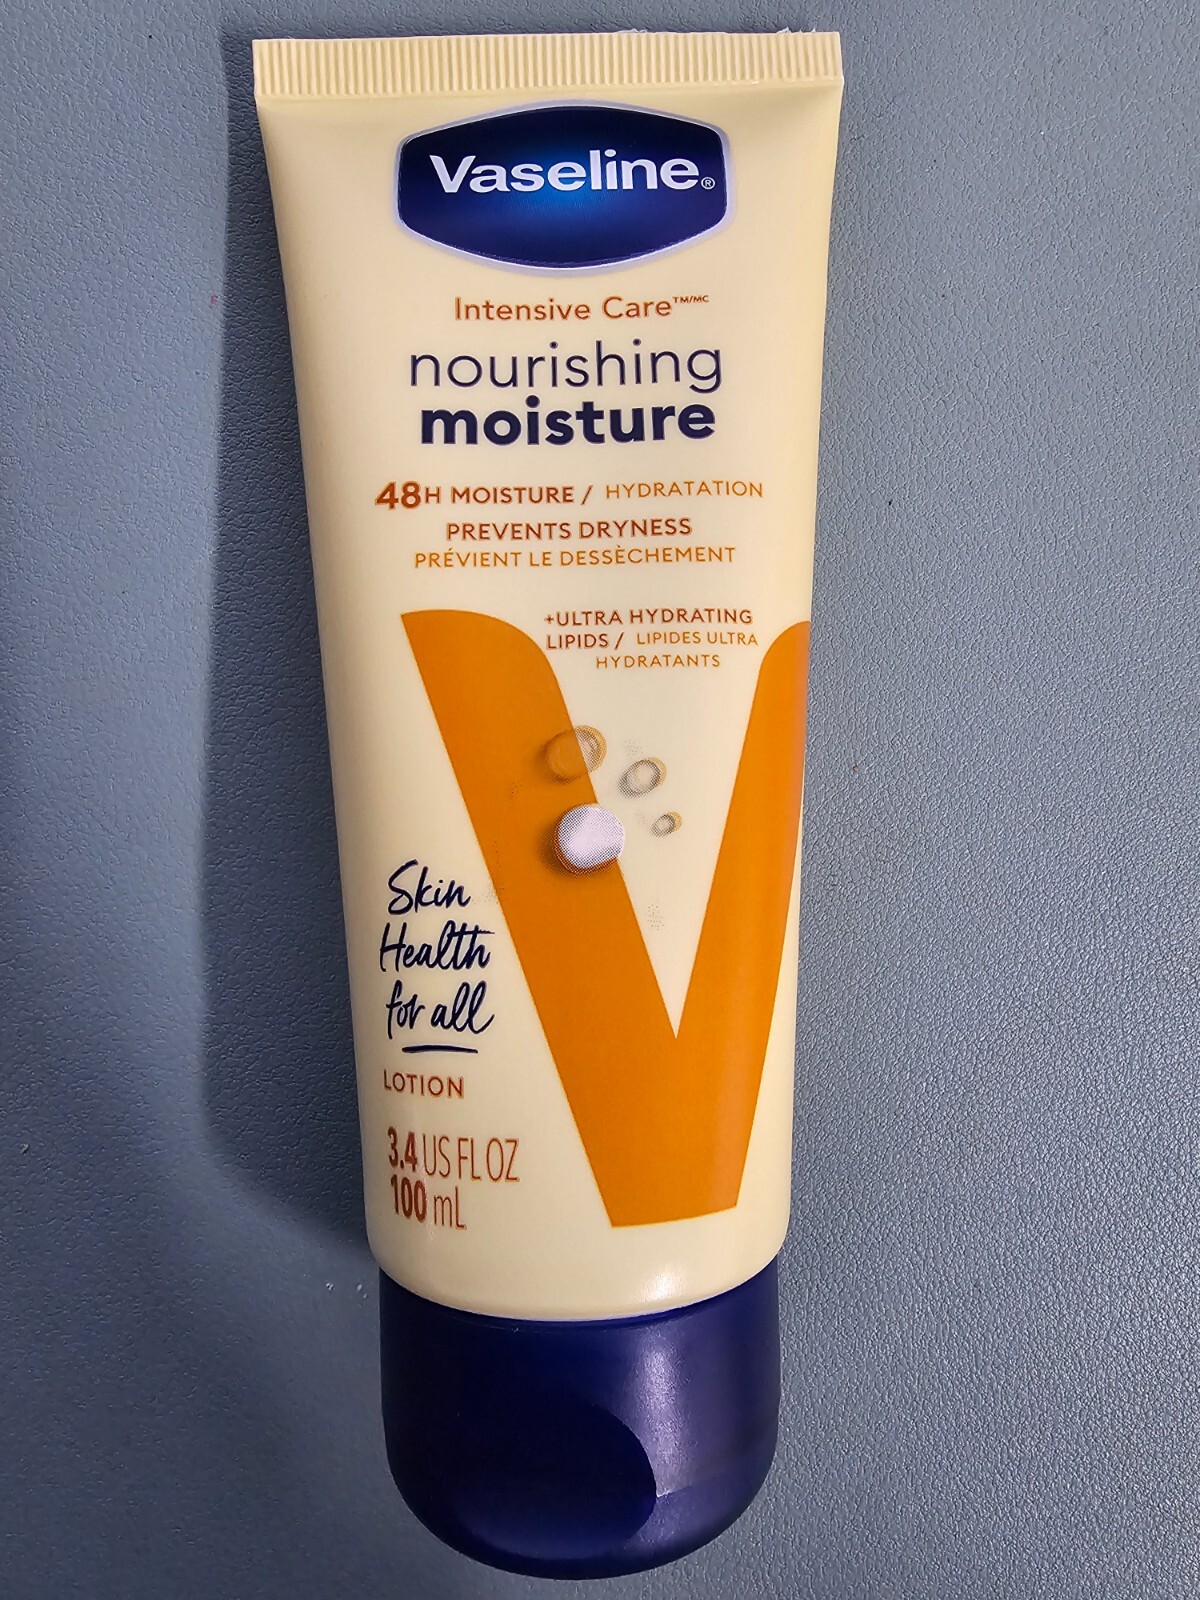 Vaseline®
Intensive Care™/MC
nourishing
moisture
48H MOISTURE / HYDRATATION
PREVENTS DRYNESS
PRÉVIENT LE DESSÈCHEMENT
+ULTRA HYDRATING
LIPIDS / LIPIDES ULTRA
HYDRATANTS
Skin
Health
for all
LOTION
3.4 US FL OZ
100 mL